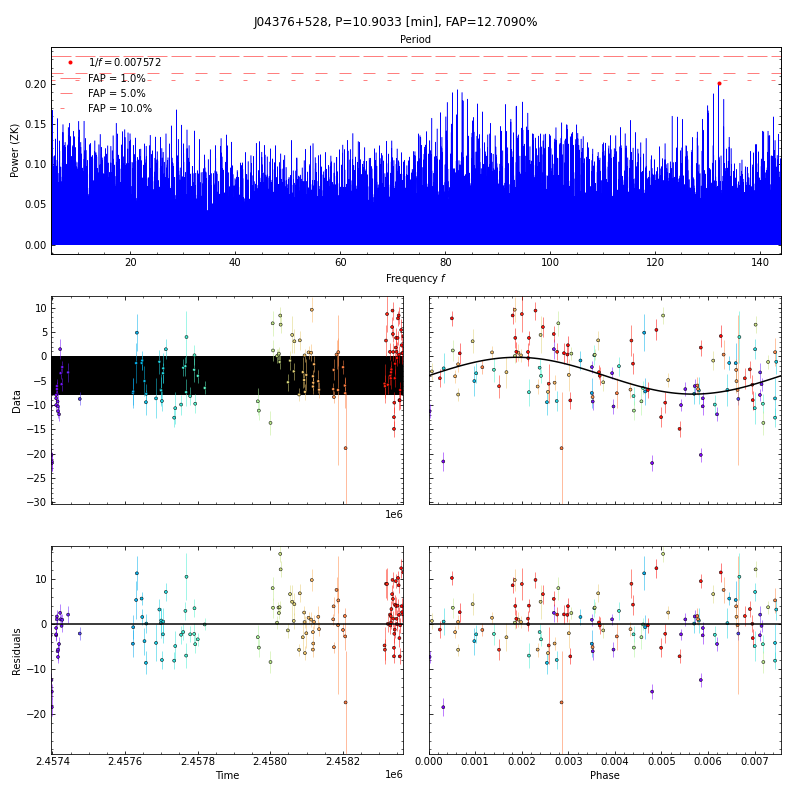 J04376+528, P=10.9033 [min], FAP=12.7090%
Period
Power (ZK)
0.20
0.15
0.10
0.05
0.00
1/f = 0.007572
FAP = 1.0%
FAP = 5.0%
FAP = 10.0%
20 40 60 80 100 120 140
Frequency f
Data
10
5
0
−5
−10
−15
−20
−25
−30
1e6
Residuals
10
0
−10
−20
2.4574 2.4576 2.4578 2.4580 2.4582
1e6
Time
0.000 0.001 0.002 0.003 0.004 0.005 0.006 0.007
Phase